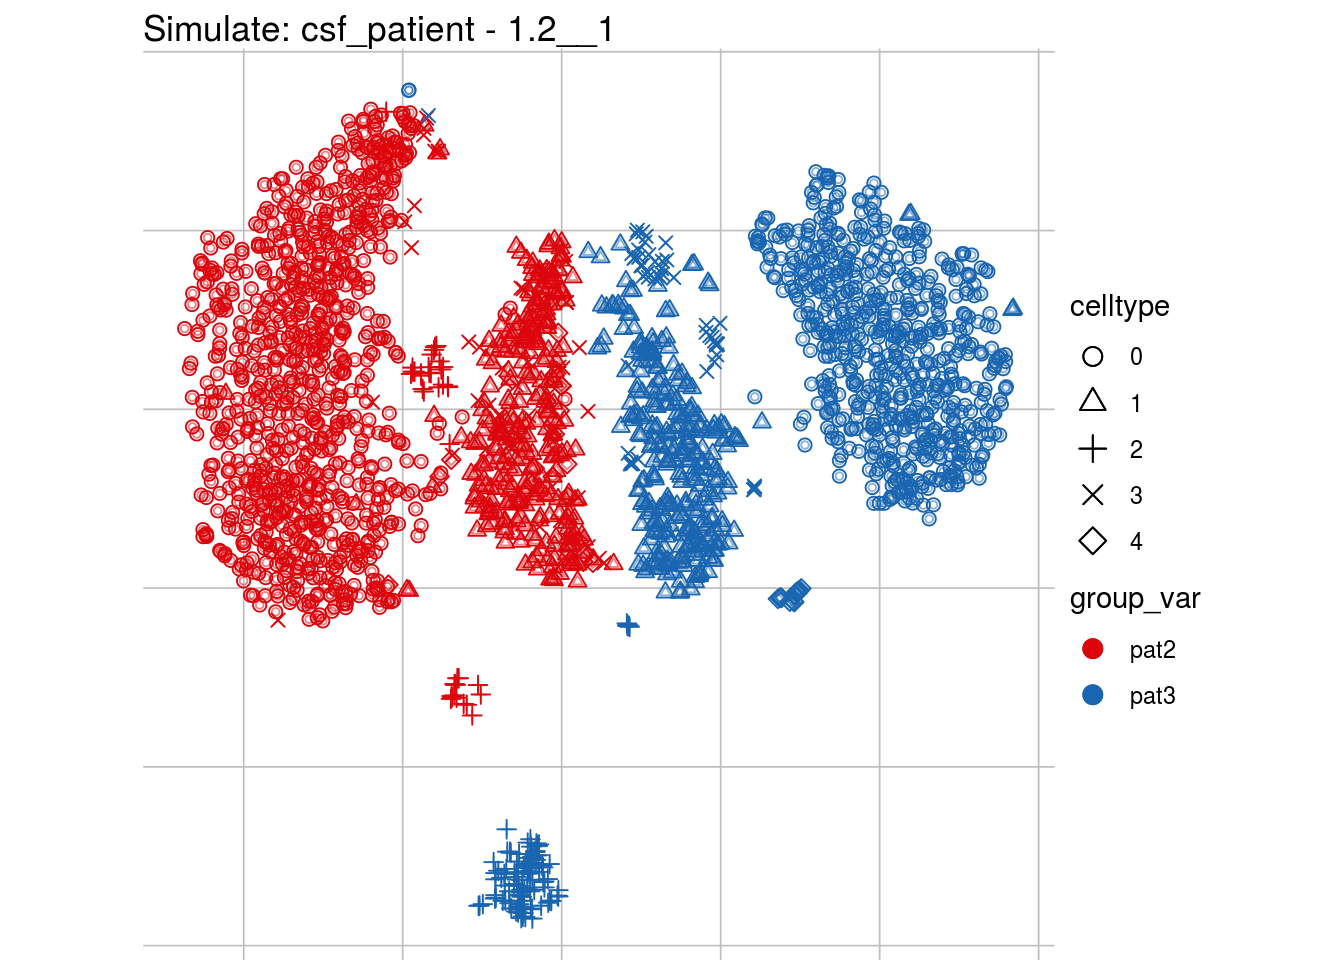 Simulate: csf_patient - 1.2__1
celltype
0
1
2
3
4
group_var
pat2
pat3